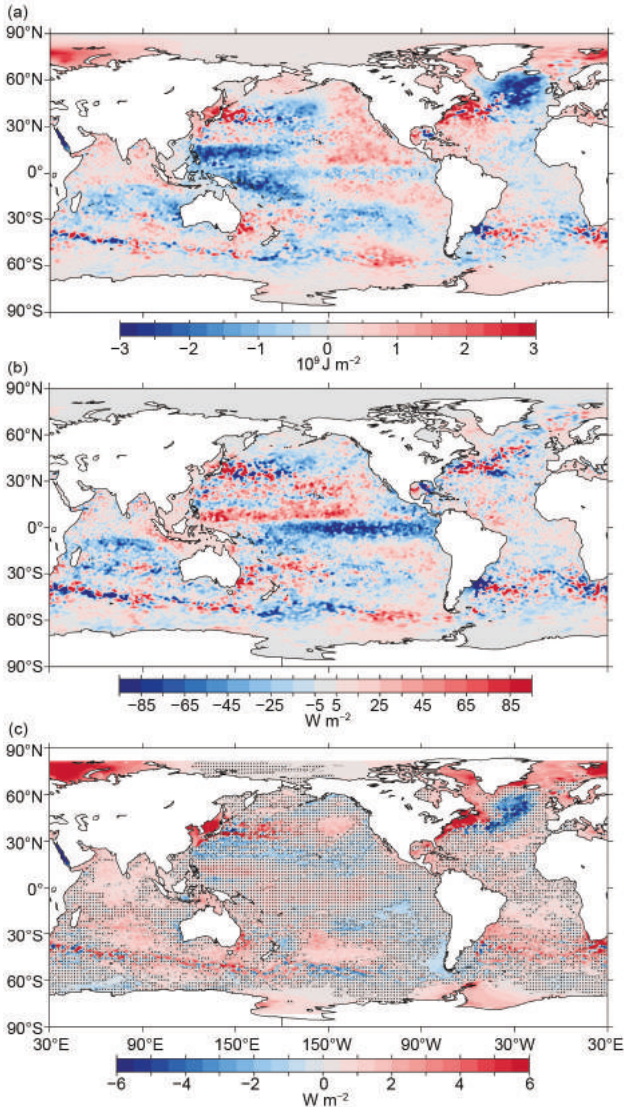 (a)
90°N
60°N
30°N
0°
30°S
60°S
90°S
−3 −2 −1 0 1 2 3
10⁹ J m⁻²
(b)
90°N
60°N
30°N
0°
30°S
60°S
90°S
−85 −65 −45 −25 −5 5 25 45 65 85
W m⁻²
(c)
90°N
60°N
30°N
0°
30°S
60°S
90°S
30°E 90°E 150°E 150°W 90°W 30°W 30°E
−6 −4 −2 0 2 4 6
W m⁻²